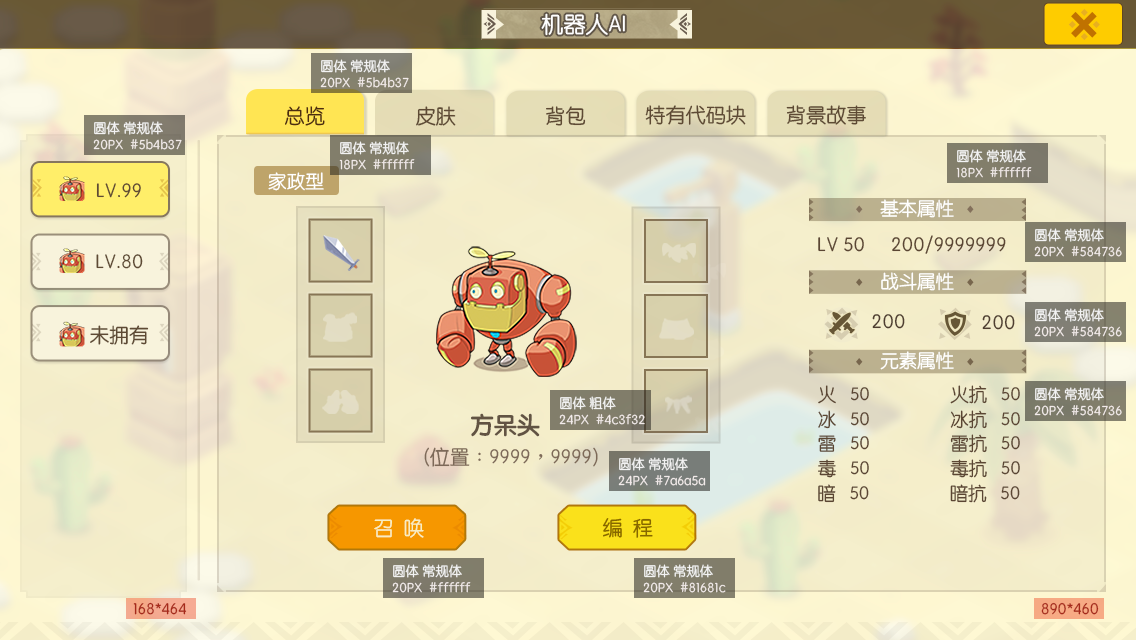 机器人AI
圆体 常规体
20PX #5b4b37
总览
皮肤
背包
特有代码块
背景故事
圆体 常规体
20PX #5b4b37
圆体 常规体
18PX #ffffff
圆体 常规体
18PX #ffffff
LV.99
LV.80
未拥有
家政型
基本属性
LV 50 200/9999999
圆体 常规体
20PX #584736
战斗属性
200 200
圆体 常规体
20PX #584736
元素属性
火 50 火抗 50
冰 50 冰抗 50
雷 50 雷抗 50
毒 50 毒抗 50
暗 50 暗抗 50
圆体 常规体
20PX #584736
圆体 粗体
24PX #4c3f32
方呆头
(位置：9999，9999)
圆体 常规体
24PX #7a6a5a
召 唤
编 程
圆体 常规体
20PX #ffffff
圆体 常规体
20PX #81681c
168*464
890*460